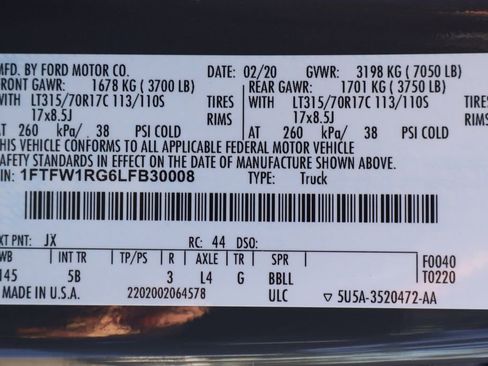 MFD. BY FORD MOTOR CO. DATE: 02/20 GVWR: 3198 KG ( 7050 LB)
FRONT GAWR: 1678 KG ( 3700 LB) REAR GAWR: 1701 KG ( 3750 LB)
WITH LT315/70R17C 113/110S TIRES WITH LT315/70R17C 113/110S TIRES
17x8.5J RIMS 17x8.5J RIMS
AT 260 kPa/ 38 PSI COLD AT 260 kPa/ 38 PSI COLD
THIS VEHICLE CONFORMS TO ALL APPLICABLE FEDERAL MOTOR VEHICLE
SAFETY STANDARDS IN EFFECT ON THE DATE OF MANUFACTURE SHOWN ABOVE.
VIN: 1FTFW1RG6LFB30008 TYPE: Truck
EXT PNT: JX RC: 44 DSO:
WB INT TR TP/PS R AXLE TR SPR F0040
145 5B 3 L4 G BBLL T0220
MADE IN U.S.A. 2202002064578 ULC ▽ 5U5A-3520472-AA